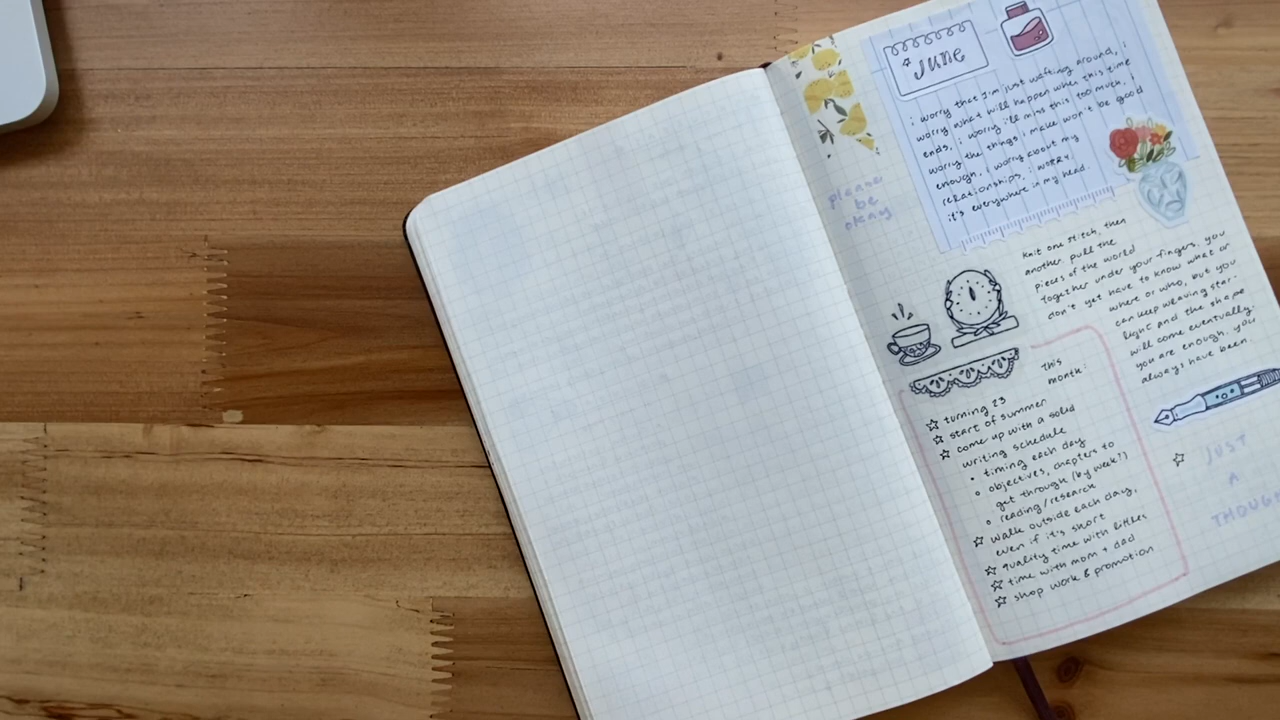 June
i worry that I'm just wafting around, i
worry what will happen when this time
ends, i worry i'll miss this too much, i
worry the things i make won't be good
enough, i worry about my
relationships, i WORRY.
it's everywhere in my head.
please
be
okay
knit one stitch, then
another. pull the
pieces of the world
together under your fingers, you
don't yet have to know what or
where or who, but you
can keep weaving star-
light and the shape
will come eventually.
you are enough, you
always have been.
this
month:
turning 23
start of summer
come up with a solid
writing schedule
timing each day
objectives, chapters to
get through (by week?)
reading/research
walk outside each day,
even if it's short
quality time with
time with mom + dad
shop work & promotion
JUST
A